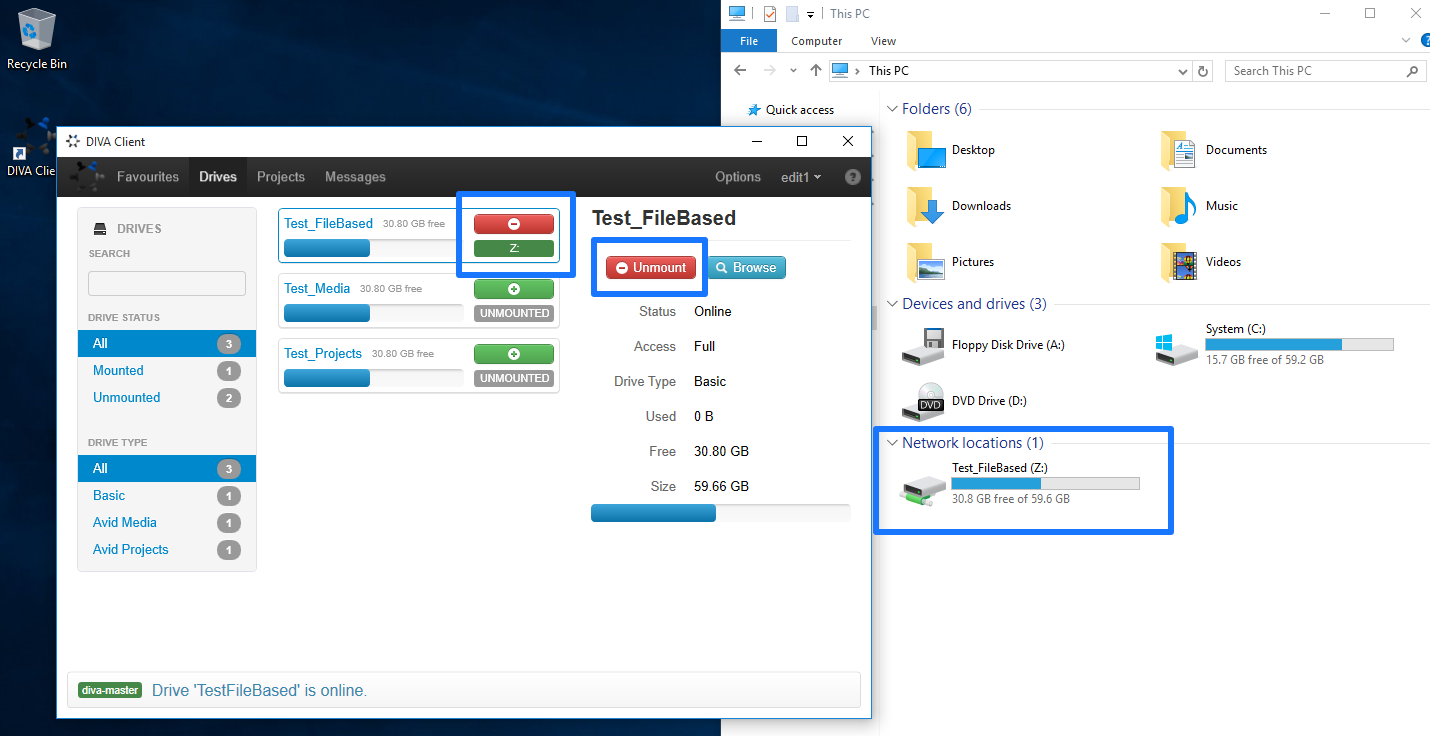 Recycle Bin
DIVA Clie
DIVA Client
Favourites Drives Projects Messages Options edit1 ?
DRIVES
SEARCH
DRIVE STATUS
All 3
Mounted 1
Unmounted 2
DRIVE TYPE
All 3
Basic 1
Avid Media 1
Avid Projects 1
Test_FileBased 30.80 GB free
Z:
Test_Media 30.80 GB free
UNMOUNTED
Test_Projects 30.80 GB free
UNMOUNTED
Test_FileBased
Unmount Browse
Status Online
Access Full
Drive Type Basic
Used 0 B
Free 30.80 GB
Size 59.66 GB
diva-master Drive 'TestFileBased' is online.
This PC
File Computer View ?
This PC Search This PC
Quick access
Folders (6)
Desktop Documents
Downloads Music
Pictures Videos
Devices and drives (3)
Floppy Disk Drive (A:)
System (C:)
15.7 GB free of 59.2 GB
DVD
DVD Drive (D:)
Network locations (1)
Test_FileBased (Z:)
30.8 GB free of 59.6 GB